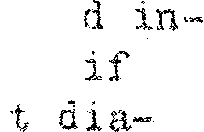 d in-
if
t dia-